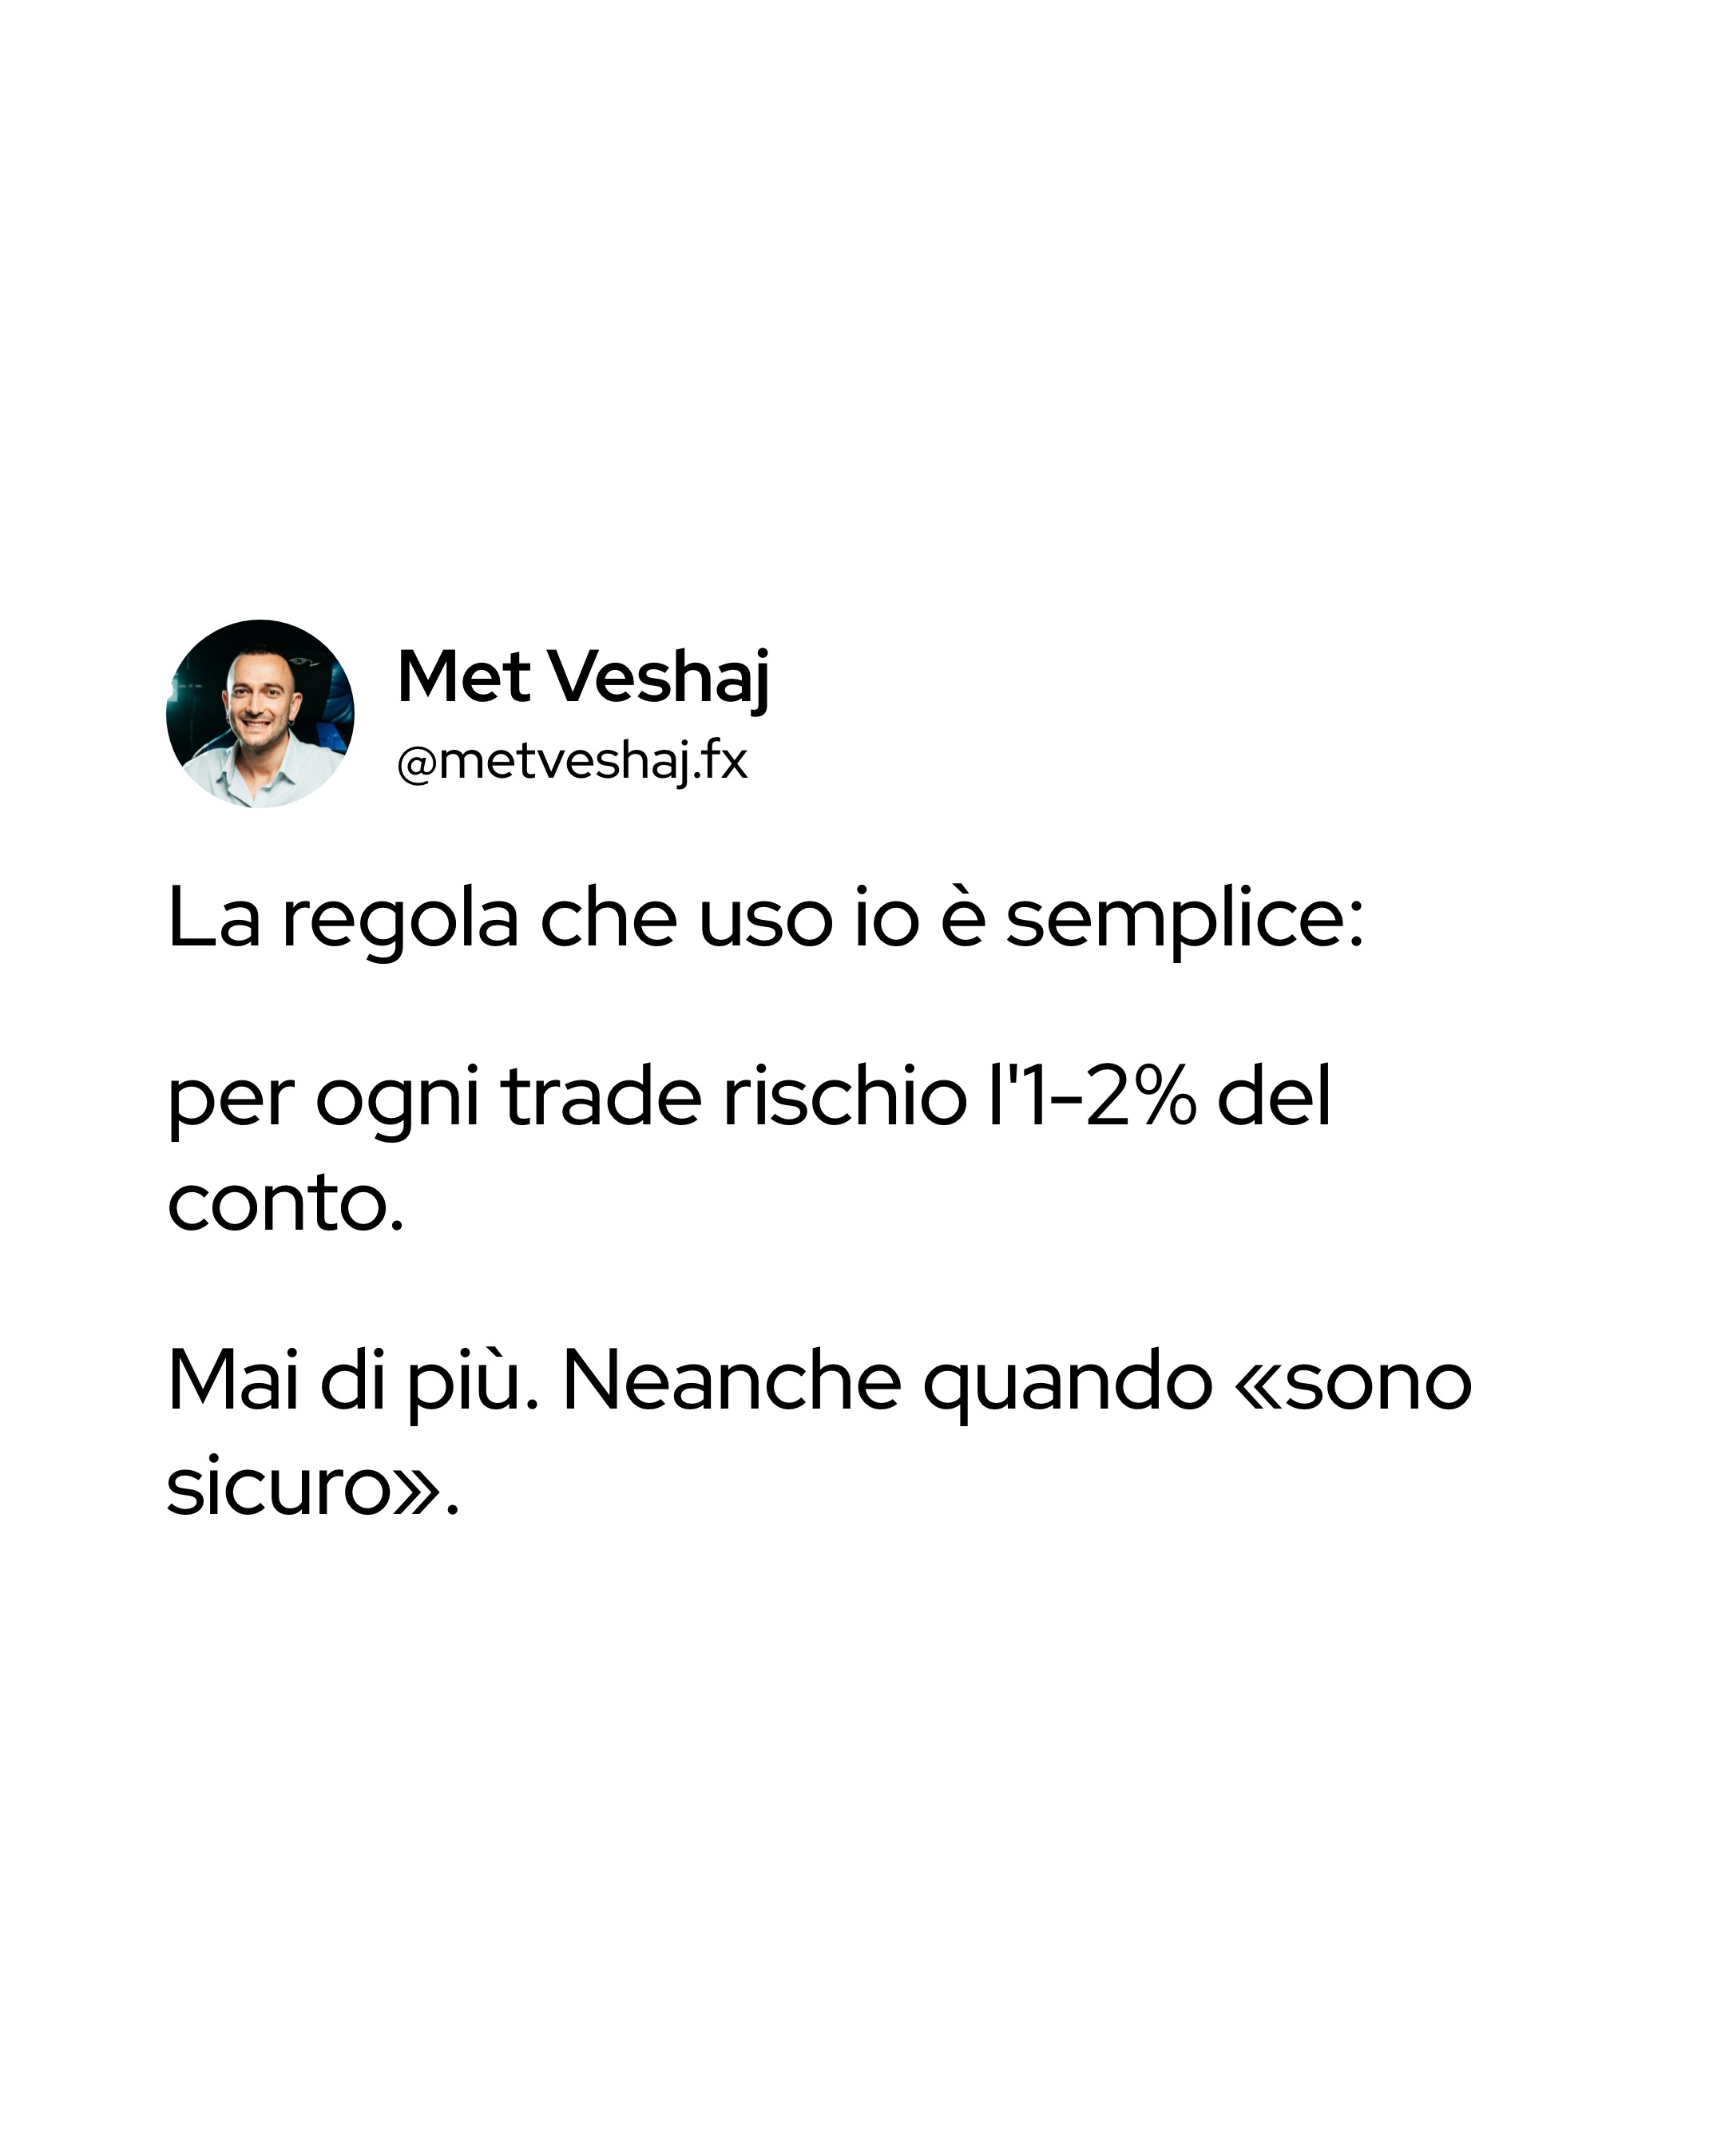 Met Veshaj
@metveshaj.fx
La regola che uso io è semplice:
per ogni trade rischio l'1-2% del
conto.
Mai di più. Neanche quando «sono
sicuro».